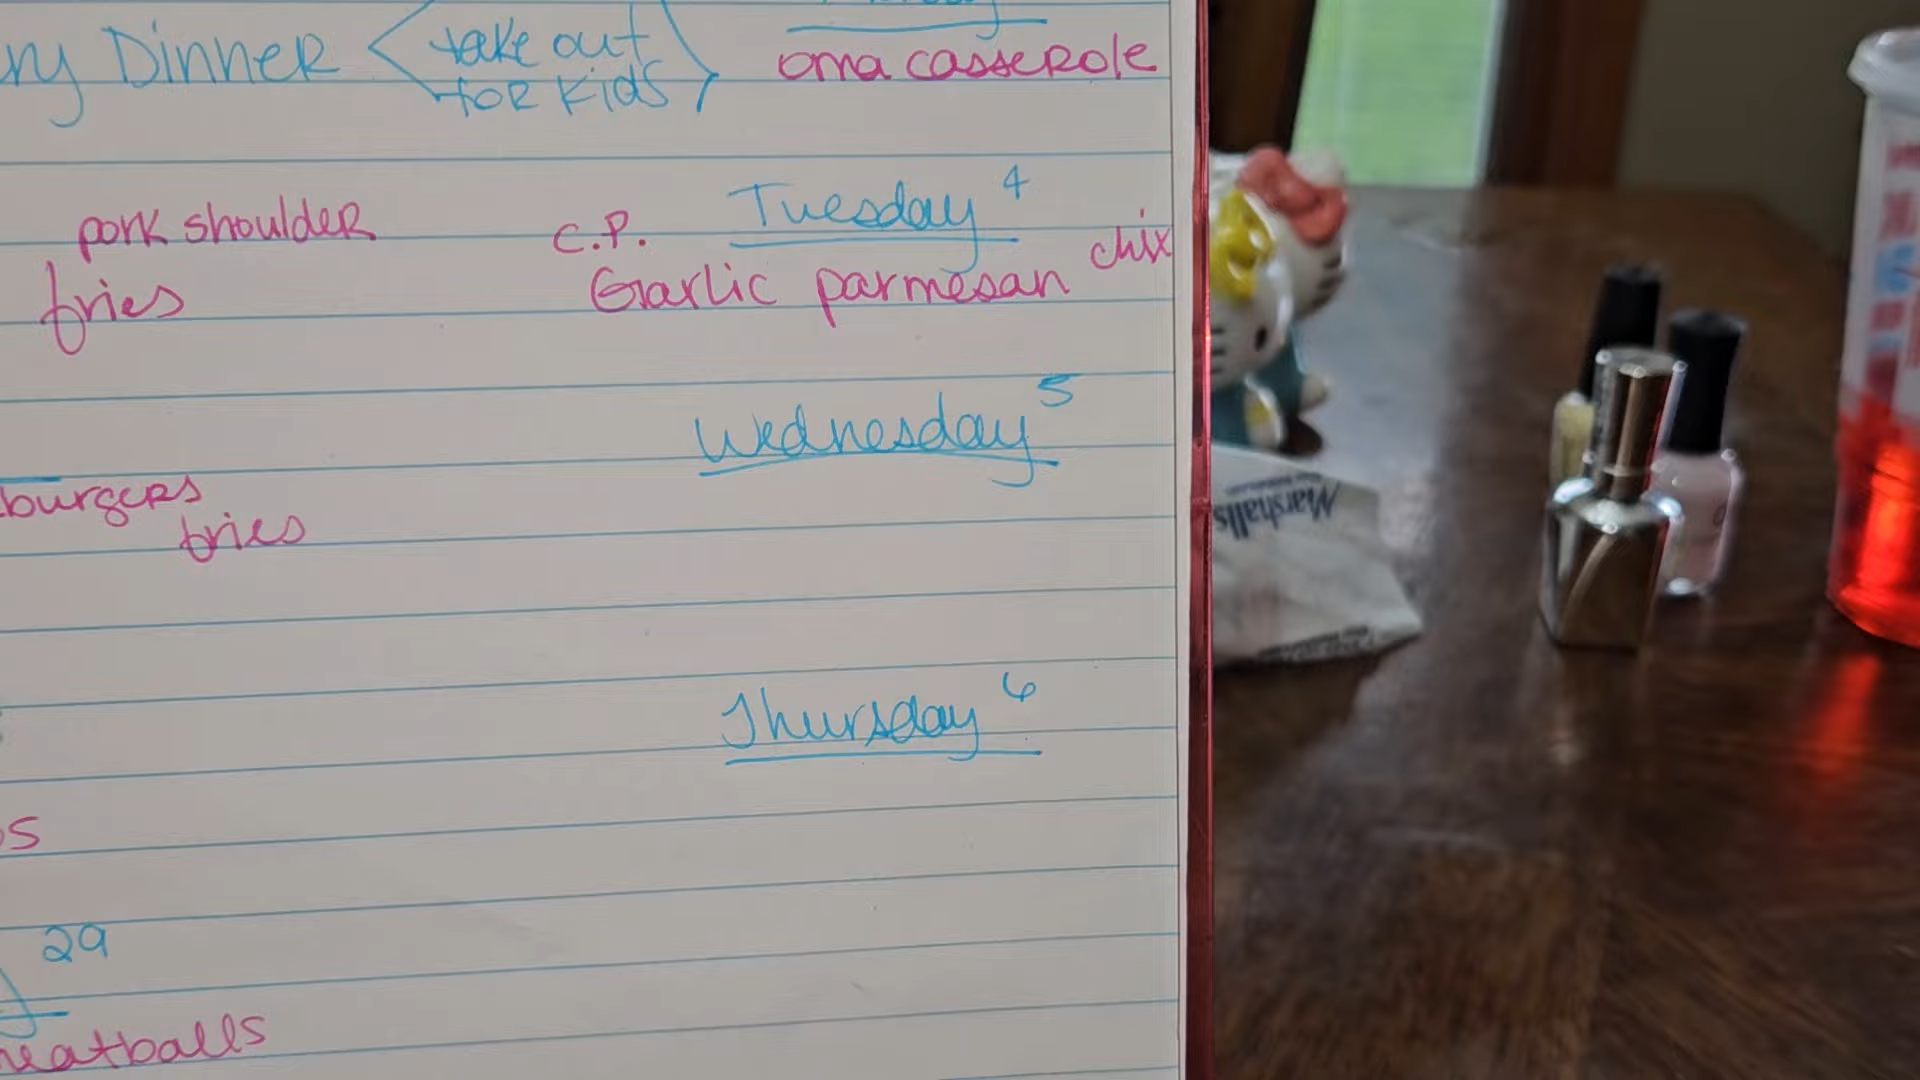 Dinner take out
for kids
oma casserole
pork shoulder
fries
C.P. Tuesday 4
Garlic parmesan chix
Wednesday 5
burgers
fries
Thursday 6
29
Marshalls